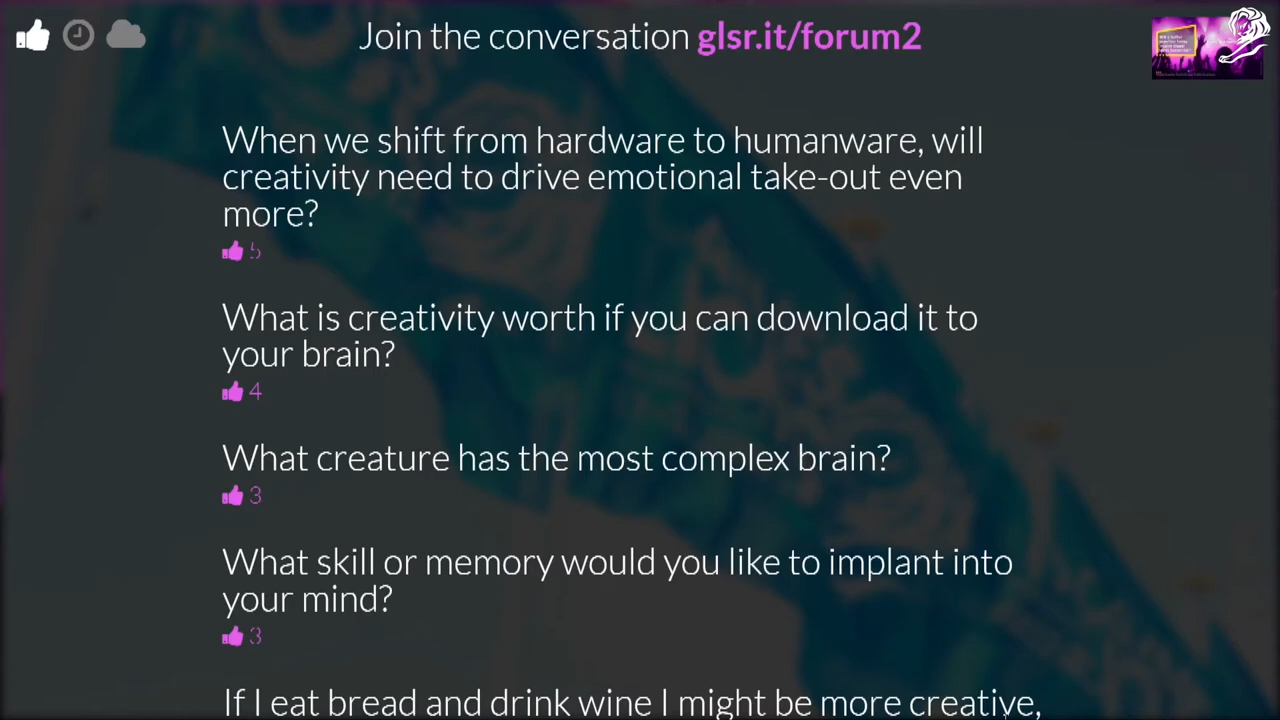 Join the conversation glsr.it/forum2
When we shift from hardware to humanware, will
creativity need to drive emotional take-out even
more?
5
What is creativity worth if you can download it to
your brain?
4
What creature has the most complex brain?
3
What skill or memory would you like to implant into
your mind?
3
If I eat bread and drink wine I might be more creative,